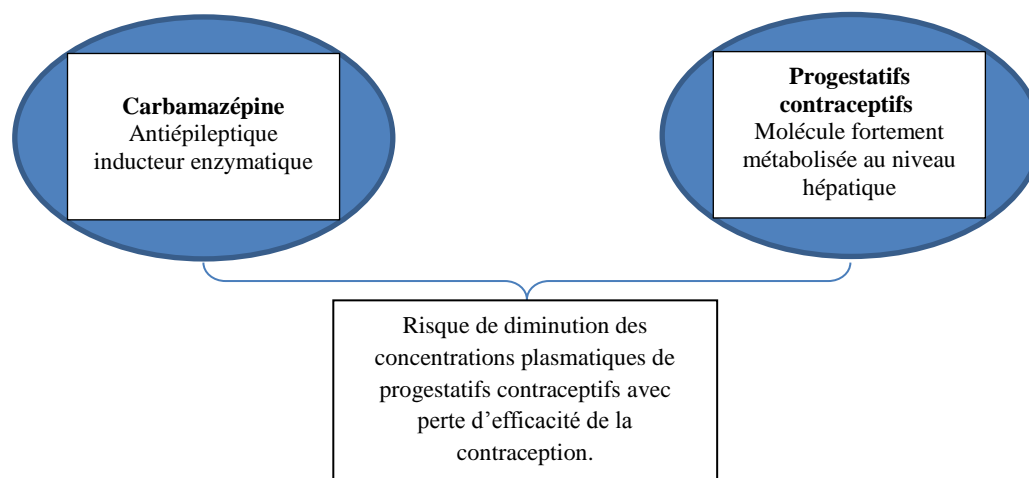 Carbamazépine
Antiépileptique
inducteur enzymatique
Progestatifs
contraceptifs
Molécule fortement
métabolisée au niveau
hépatique
Risque de diminution des
concentrations plasmatiques de
progestatifs contraceptifs avec
perte d’efficacité de la
contraception.